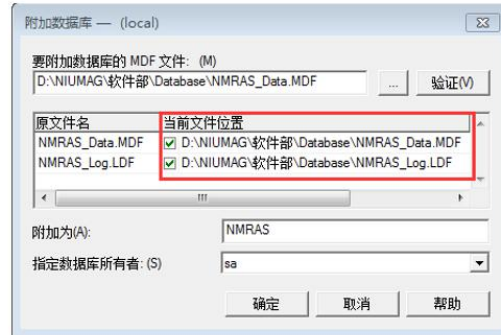 附加数据库 — (local)
要附加数据库的 MDF 文件: (M)
D:\NIUMAG\软件部\Database\NMRAS_Data.MDF ... 验证(V)
原文件名 当前文件位置
NMRAS_Data.MDF D:\NIUMAG\软件部\Database\NMRAS_Data.MDF
NMRAS_Log.LDF D:\NIUMAG\软件部\Database\NMRAS_Log.LDF
附加为(A): NMRAS
指定数据库所有者: (S) sa
确定 取消 帮助